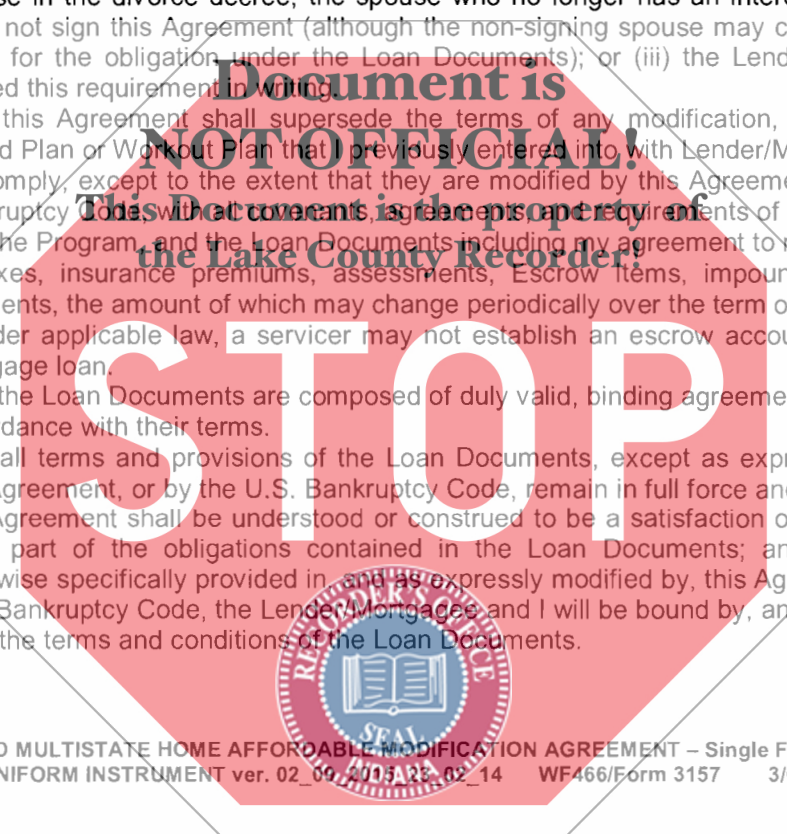 se in the divorce decree, the spouse who no longer has an intere
not sign this Agreement (although the non-signing spouse may c
for the obligation under the Loan Documents); or (iii) the Lend
ed this requirement in writing.
this Agreement shall supersede the terms of any modification,
d Plan or Workout Plan that I previously entered into with Lender/M
omply, except to the extent that they are modified by this Agreeme
ruptcy Code, with all covenants, agreements, and requirements of
he Program, and the Loan Documents including my agreement to
xes, insurance premiums, assessments, Escrow Items, impoun
ents, the amount of which may change periodically over the term o
der applicable law, a servicer may not establish an escrow accou
gage loan.
the Loan Documents are composed of duly valid, binding agreeme
dance with their terms.
all terms and provisions of the Loan Documents, except as expr
Agreement, or by the U.S. Bankruptcy Code, remain in full force an
Agreement shall be understood or construed to be a satisfaction o
part of the obligations contained in the Loan Documents; an
wise specifically provided in, and as expressly modified by, this Ag
Bankruptcy Code, the Lender/Mortgagee and I will be bound by, an
the terms and conditions of the Loan Documents.
Document is
NOT OFFICIAL!
This Document is the property of
the Lake County Recorder!
STOP
RECORDER'S OFFICE
SEAL
INDIANA
D MULTISTATE HOME AFFORDABLE MODIFICATION AGREEMENT – Single F
NIFORM INSTRUMENT ver. 02_09_2015_23_02_14 WF466/Form 3157 3/